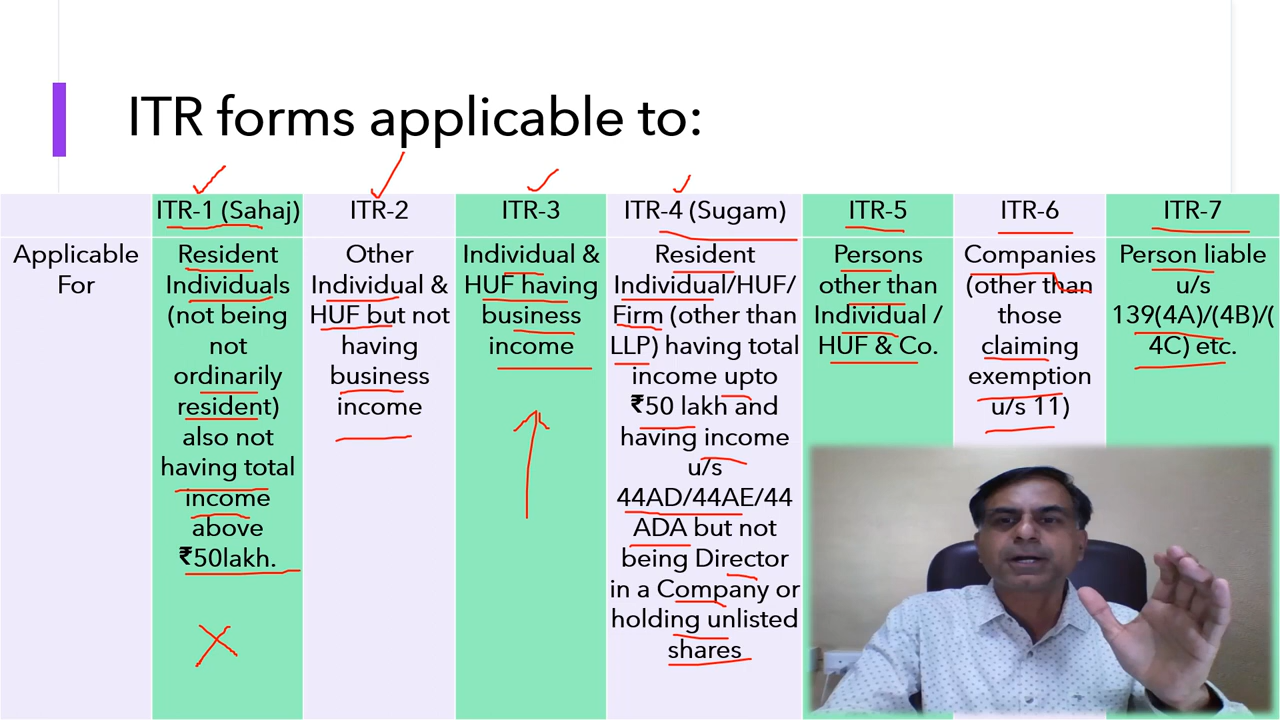 ITR forms applicable to:
ITR-1 (Sahaj)
ITR-2
ITR-3
ITR-4 (Sugam)
ITR-5
ITR-6
ITR-7
Applicable
For
Resident
Individuals
(not being
not
ordinarily
resident)
also not
having total
income
above
₹50lakh.
Other
Individual &
HUF but not
having
business
income
Individual &
HUF having
business
income
Resident
Individual/HUF/
Firm (other than
LLP) having total
income upto
₹50 lakh and
having income
u/s
44AD/44AE/44
ADA but not
being Director
in a Company or
holding unlisted
shares
Persons
other than
Individual /
HUF & Co.
Companies
(other than
those
claiming
exemption
u/s 11)
Person liable
u/s
139(4A)/(4B)/(
4C) etc.